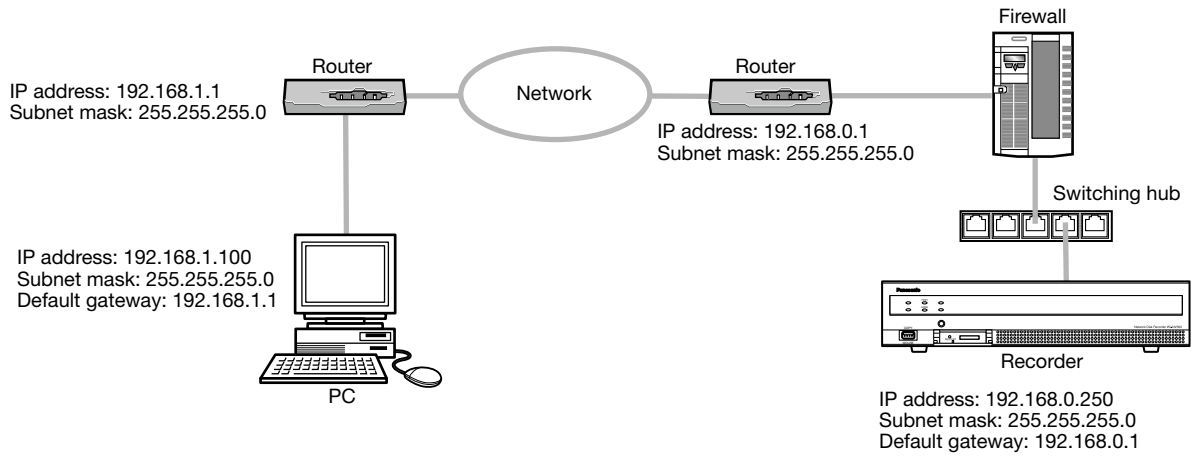 Firewall
Router
IP address: 192.168.1.1
Subnet mask: 255.255.255.0
Network
Router
IP address: 192.168.0.1
Subnet mask: 255.255.255.0
Switching hub
IP address: 192.168.1.100
Subnet mask: 255.255.255.0
Default gateway: 192.168.1.1
PC
Panasonic
Recorder
IP address: 192.168.0.250
Subnet mask: 255.255.255.0
Default gateway: 192.168.0.1